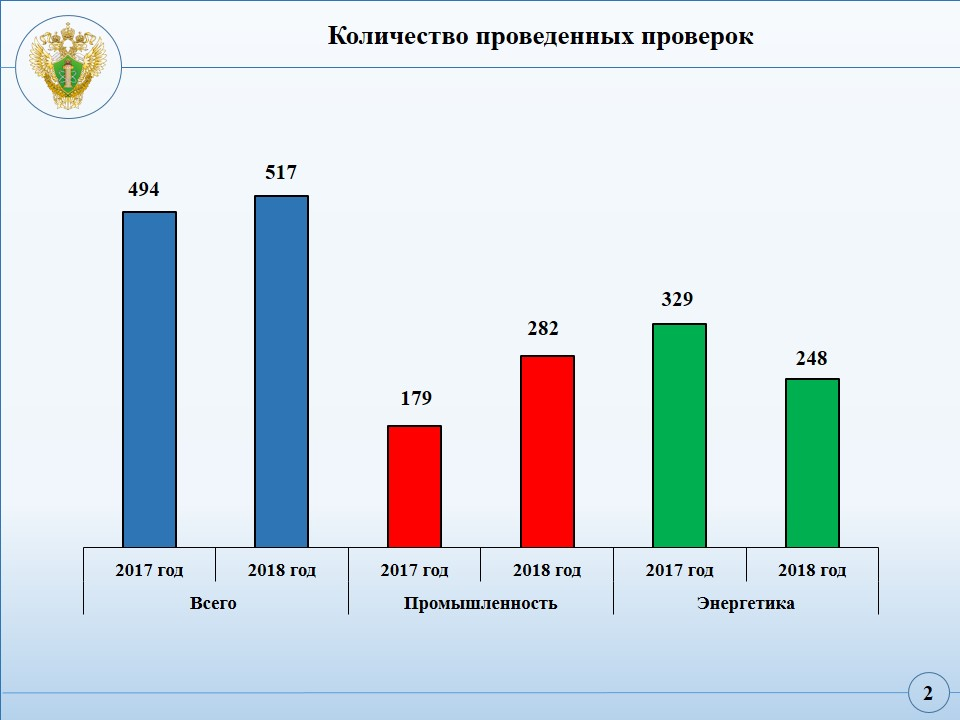 Количество проведенных проверок
494
517
179
282
329
248
2017 год
2018 год
2017 год
2018 год
2017 год
2018 год
Всего
Промышленность
Энергетика
2